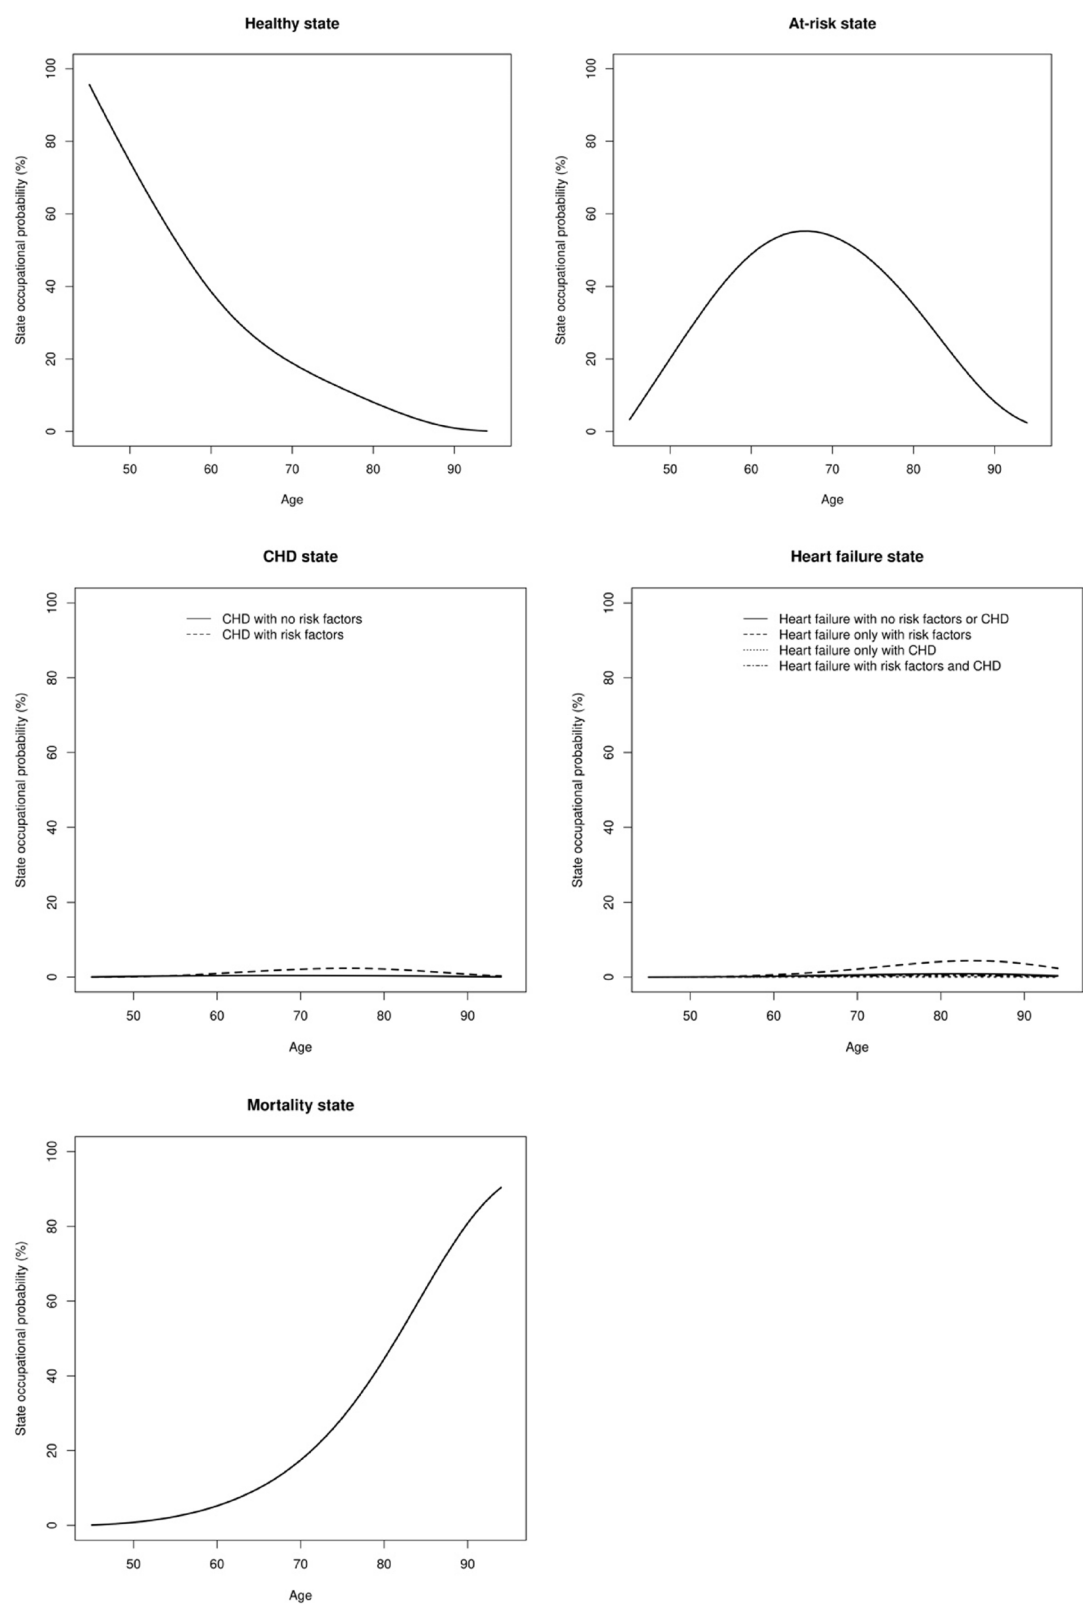 Healthy state
State occupational probability (%)
0 20 40 60 80 100
50 60 70 80 90
Age
At-risk state
State occupational probability (%)
0 20 40 60 80 100
50 60 70 80 90
Age
CHD state
CHD with no risk factors
CHD with risk factors
State occupational probability (%)
0 20 40 60 80 100
50 60 70 80 90
Age
Heart failure state
Heart failure with no risk factors or CHD
Heart failure only with risk factors
Heart failure only with CHD
Heart failure with risk factors and CHD
State occupational probability (%)
0 20 40 60 80 100
50 60 70 80 90
Age
Mortality state
State occupational probability (%)
0 20 40 60 80 100
50 60 70 80 90
Age